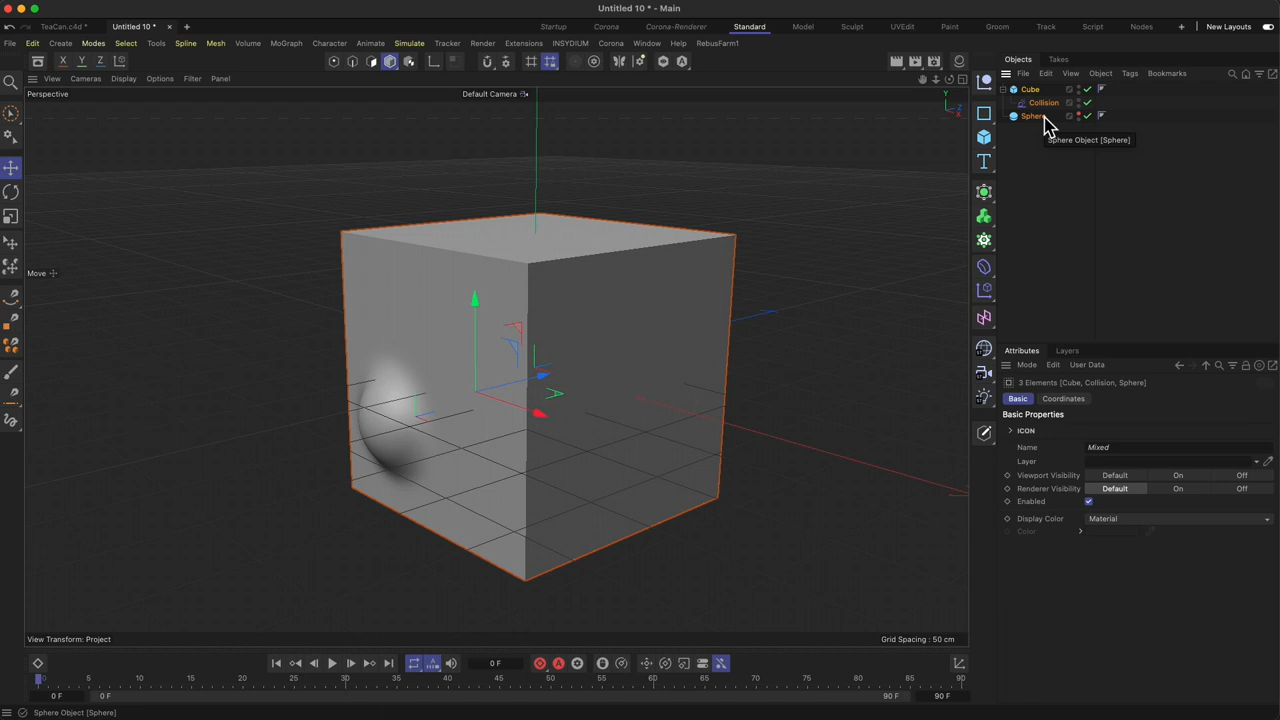 Untitled 10 * - Main
TeaCan.c4d *
Untitled 10 *
Startup
Corona
Corona-Renderer
Standard
Model
Sculpt
UVEdit
Paint
Groom
Track
Script
Nodes
New Layouts
File
Edit
Create
Modes
Select
Tools
Spline
Mesh
Volume
MoGraph
Character
Animate
Simulate
Tracker
Render
Extensions
INSYDIUM
Corona
Window
Help
RebusFarm1
X
Y
Z
Objects
Takes
View
Cameras
Display
Options
Filter
Panel
File
Edit
View
Object
Tags
Bookmarks
Perspective
Default Camera
Y
Z
X
Cube
Collision
Sphere
Sphere Object [Sphere]
Move
Attributes
Layers
Mode
Edit
User Data
3 Elements [Cube, Collision, Sphere]
Basic
Coordinates
Basic Properties
ICON
Name
Mixed
Layer
Viewport Visibility
Default
On
Off
Renderer Visibility
Default
On
Off
Enabled
Display Color
Material
Color
View Transform: Project
Grid Spacing : 50 cm
0 F
0
5
10
15
20
25
30
35
40
45
50
55
60
65
70
75
80
85
90
0 F
0 F
90 F
90 F
Sphere Object [Sphere]